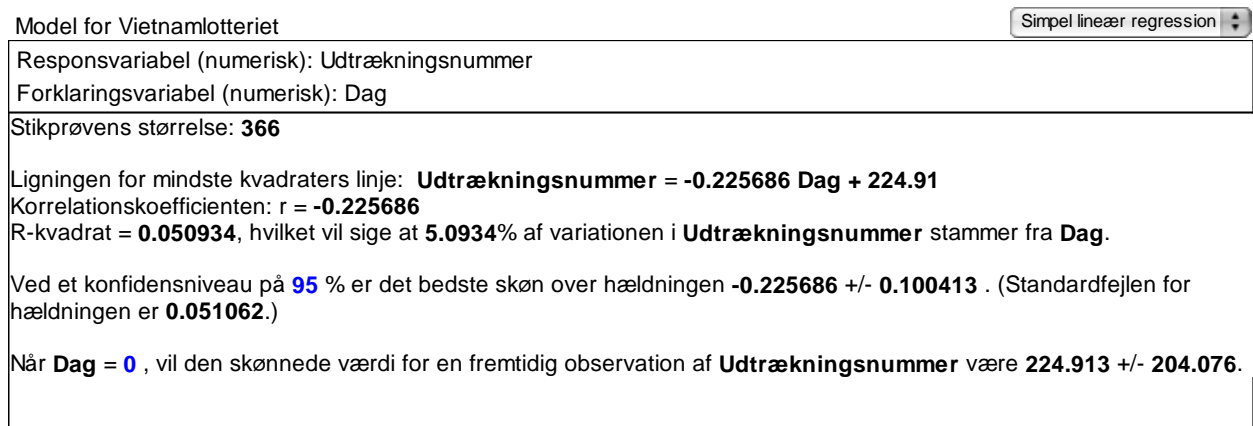 Model for Vietnamlotteriet
Simpel lineær regression
Responsvariabel (numerisk): Udtrækningsnummer
Forklaringsvariabel (numerisk): Dag
Stikprøvens størrelse: 366
Ligningen for mindste kvadraters linje: Udtrækningsnummer = -0.225686 Dag + 224.91
Korrelationskoefficienten: r = -0.225686
R-kvadrat = 0.050934, hvilket vil sige at 5.0934% af variationen i Udtrækningsnummer stammer fra Dag.
Ved et konfidensniveau på 95 % er det bedste skøn over hældningen -0.225686 +/- 0.100413 . (Standardfejlen for
hældningen er 0.051062.)
Når Dag = 0 , vil den skønnede værdi for en fremtidig observation af Udtrækningsnummer være 224.913 +/- 204.076.